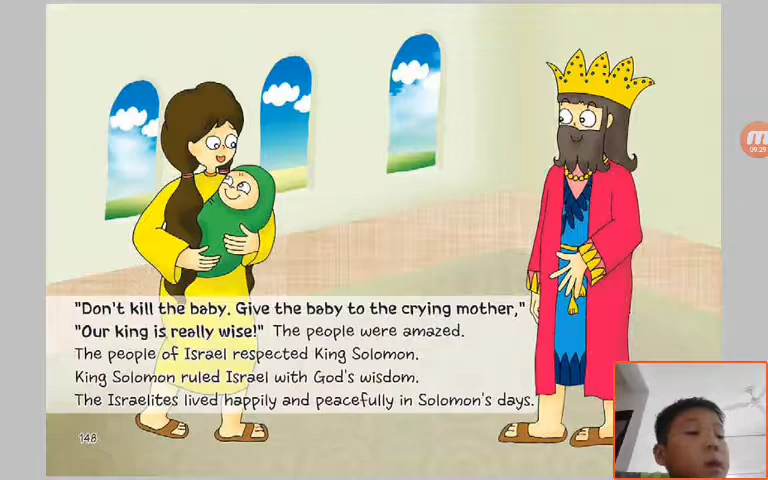 "Don't kill the baby. Give the baby to the crying mother,"
"Our king is really wise!" The people were amazed.
The people of Israel respected King Solomon.
King Solomon ruled Israel with God's wisdom.
The Israelites lived happily and peacefully in Solomon's days.
148
M
09:29